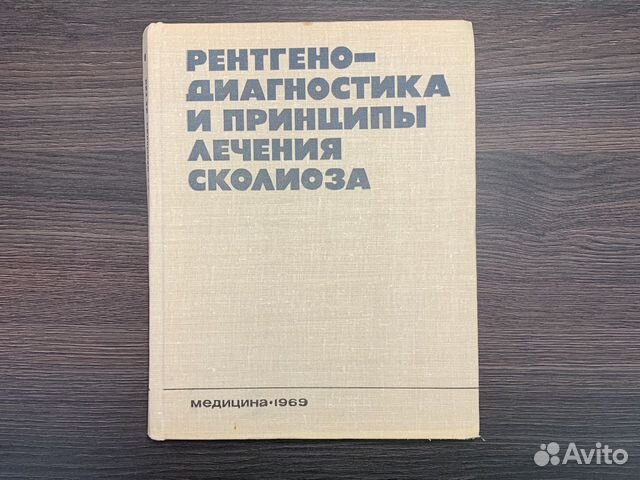 РЕНТГЕНО-
ДИАГНОСТИКА
И ПРИНЦИПЫ
ЛЕЧЕНИЯ
СКОЛИОЗА
МЕДИЦИНА·1969
Avito